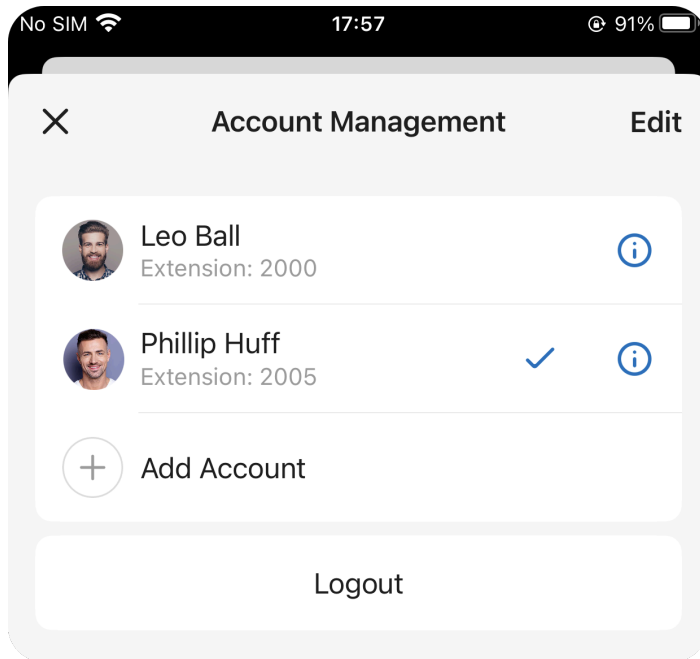 No SIM 17:57 91%
Account Management Edit
Leo Ball
Extension: 2000
Phillip Huff
Extension: 2005
Add Account
Logout